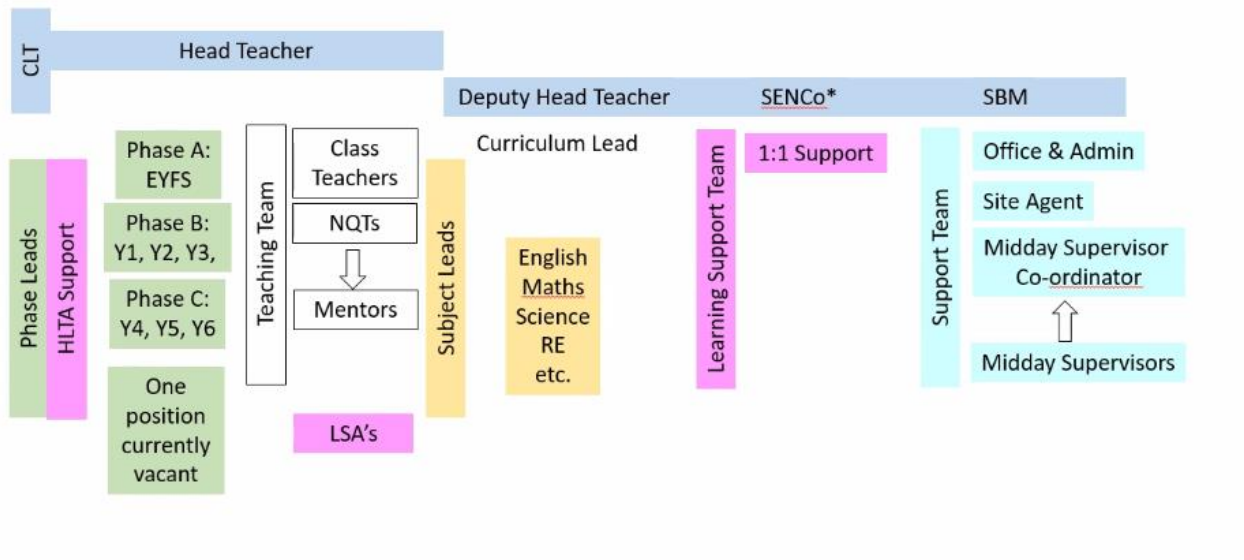 CLT
Head Teacher
Deputy Head Teacher
SENCo*
SBM
Phase Leads
HLTA Support
Phase A:
EYFS
Phase B:
Y1, Y2, Y3,
Phase C:
Y4, Y5, Y6
One
position
currently
vacant
Teaching Team
Class
Teachers
NQTs
Mentors
LSA's
Subject Leads
Curriculum Lead
English
Maths
Science
RE
etc.
Learning Support Team
1:1 Support
Support Team
Office & Admin
Site Agent
Midday Supervisor
Co-ordinator
Midday Supervisors